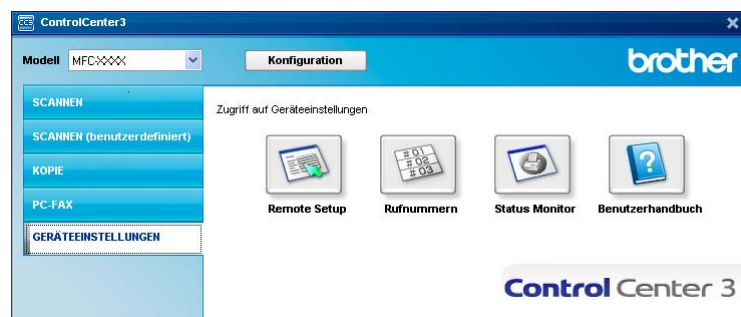 CC3 ControlCenter3
Modell MFC-XXXX Konfiguration
brother
SCANNEN
SCANNEN (benutzerdefiniert)
KOPIE
PC-FAX
GERÄTEEINSTELLUNGEN
Zugriff auf Geräteeinstellungen
#01
#02
#03
?
Remote Setup Rufnummern Status Monitor Benutzerhandbuch
Control Center 3